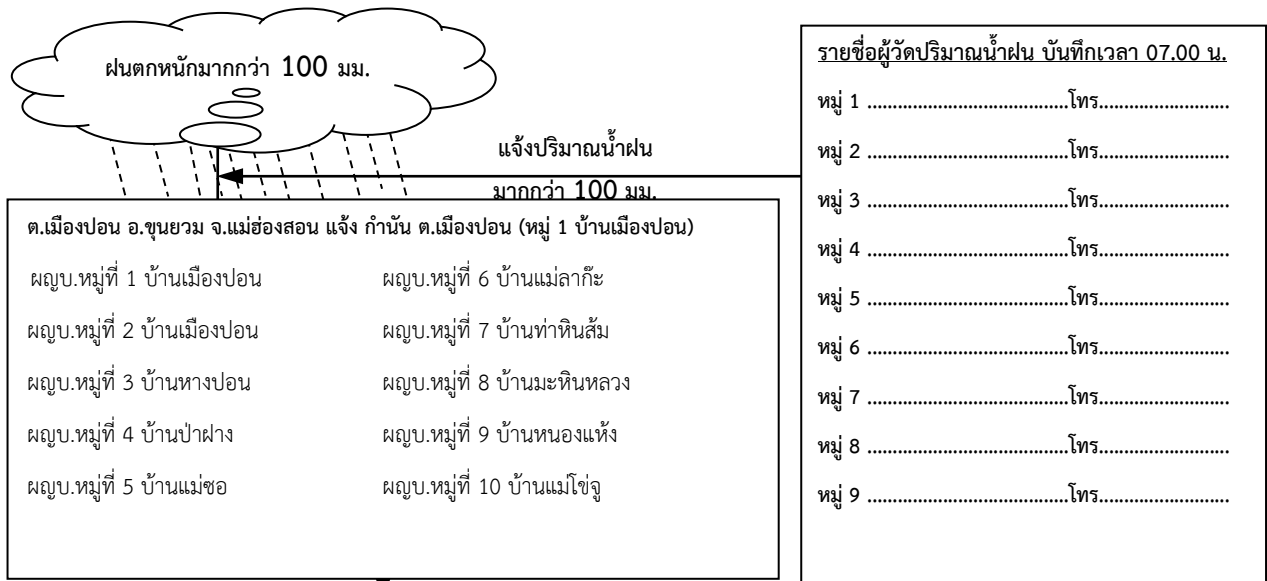 ฝนตกหนักมากกว่า 100 มม.
แจ้งปริมาณน้ำฝน
มากกว่า 100 มม.
ต.เมืองปอน อ.ขุนยวม จ.แม่ฮ่องสอน แจ้ง กำนัน ต.เมืองปอน (หมู่ 1 บ้านเมืองปอน)
ผญบ.หมู่ที่ 1 บ้านเมืองปอน ผญบ.หมู่ที่ 6 บ้านแม่ลาก๊ะ
ผญบ.หมู่ที่ 2 บ้านเมืองปอน ผญบ.หมู่ที่ 7 บ้านท่าหินส้ม
ผญบ.หมู่ที่ 3 บ้านหางปอน ผญบ.หมู่ที่ 8 บ้านมะหินหลวง
ผญบ.หมู่ที่ 4 บ้านป่าฝาง ผญบ.หมู่ที่ 9 บ้านหนองแห้ง
ผญบ.หมู่ที่ 5 บ้านแม่ซอ ผญบ.หมู่ที่ 10 บ้านแม่โข่จู
รายชื่อผู้วัดปริมาณน้ำฝน บันทึกเวลา 07.00 น.
หมู่ 1 ......................................โทร.........................
หมู่ 2 ......................................โทร.........................
หมู่ 3 ......................................โทร.........................
หมู่ 4 ......................................โทร.........................
หมู่ 5 ......................................โทร.........................
หมู่ 6 ......................................โทร.........................
หมู่ 7 ......................................โทร.........................
หมู่ 8 ......................................โทร.........................
หมู่ 9 ......................................โทร.........................